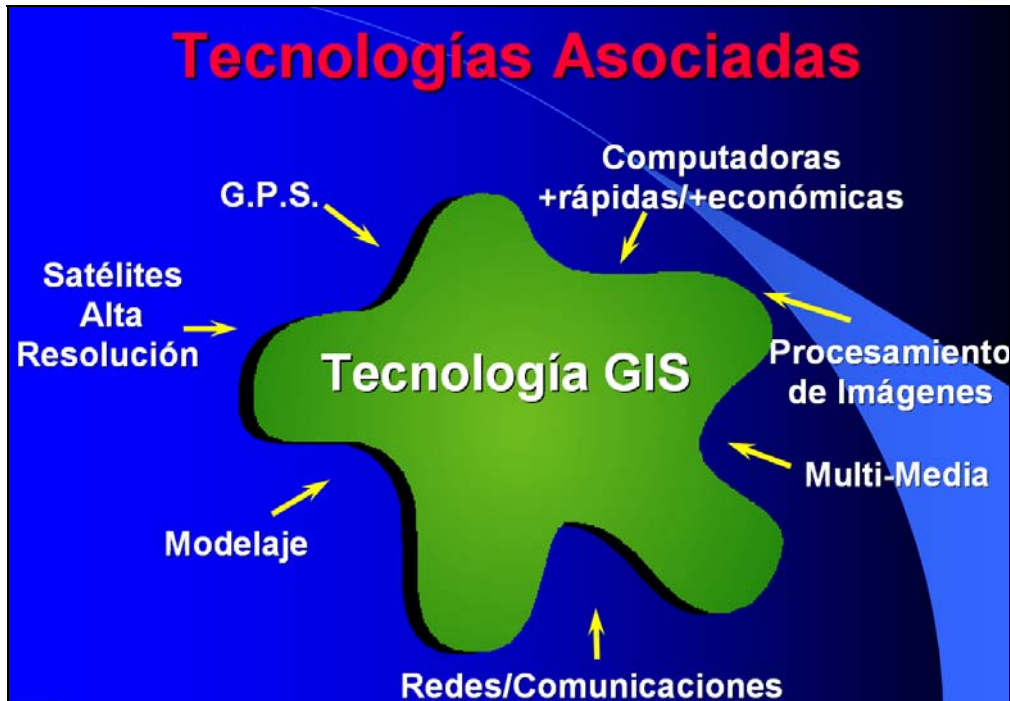 Tecnologías Asociadas
Computadoras
+rápidas/+económicas
G.P.S.
Satélites
Alta
Resolución
Tecnología GIS
Procesamiento
de Imágenes
Multi-Media
Modelaje
Redes/Comunicaciones